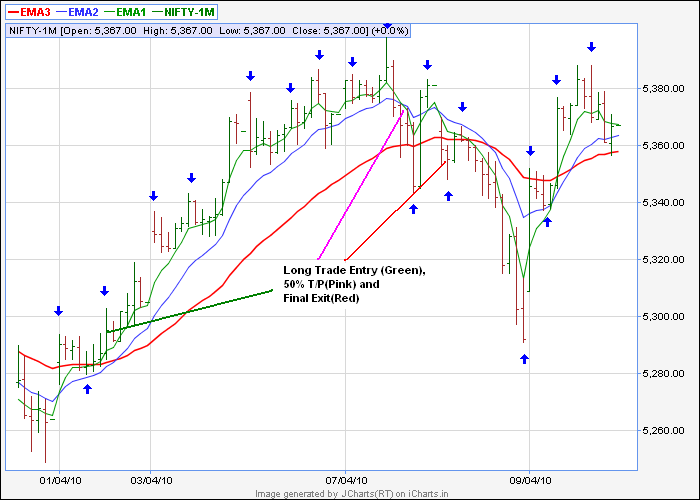 EMA3 EMA2 EMA1 NIFTY-1M
NIFTY-1M [Open: 5,367.00 High: 5,367.00 Low: 5,367.00 Close: 5,367.00] (+0.0%)
5,380.00
5,360.00
5,340.00
5,320.00
5,300.00
5,280.00
5,260.00
Long Trade Entry (Green),
50% T/P(Pink) and
Final Exit(Red)
01/04/10 03/04/10 07/04/10 09/04/10
Image generated by JCharts(RT) on iCharts.in